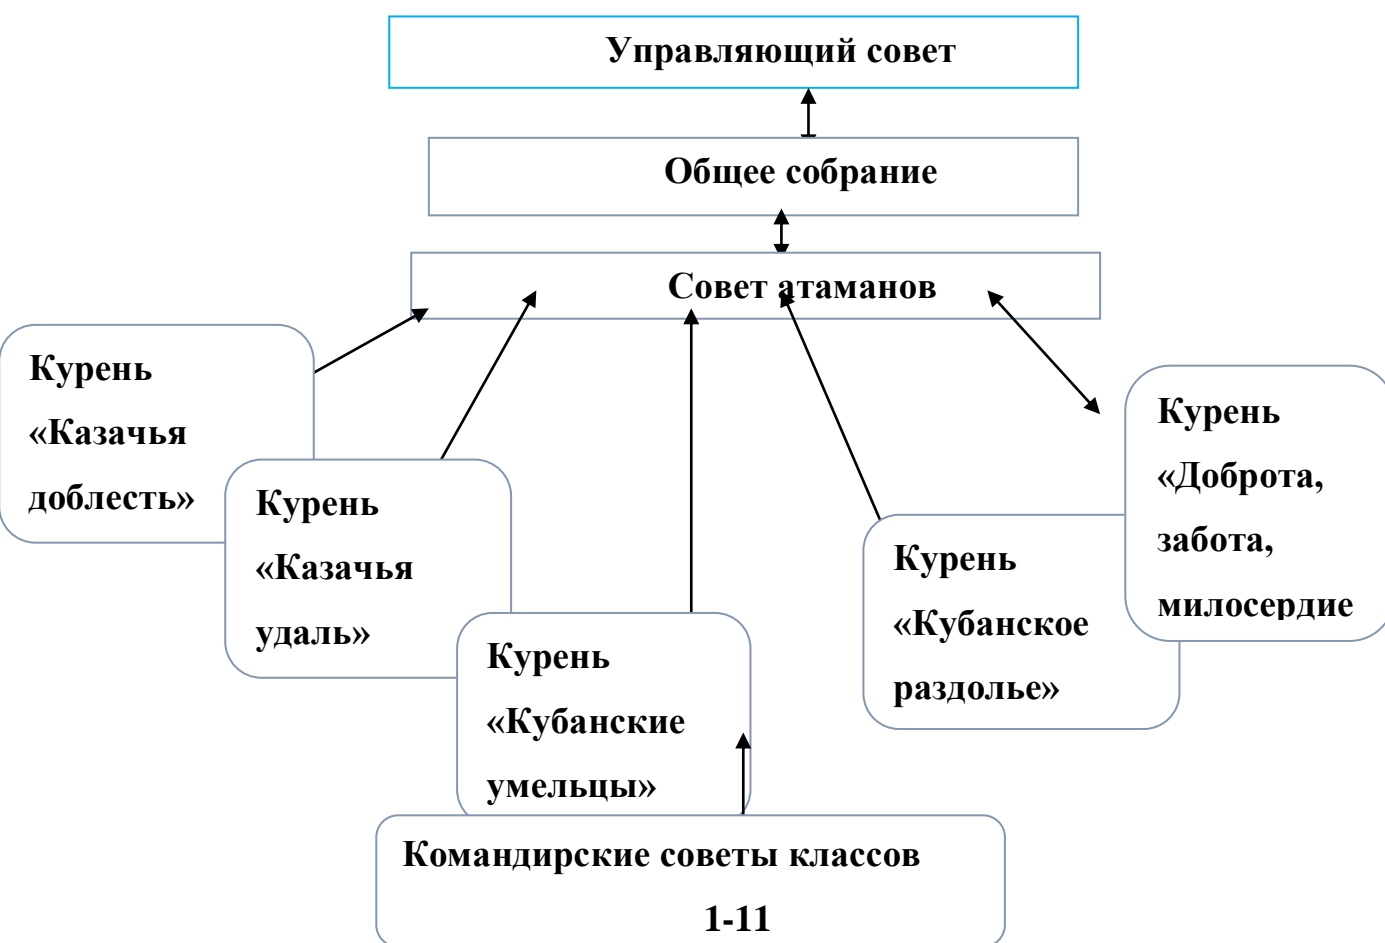 Управляющий совет
Общее собрание
Совет атаманов
Курень
«Казачья
доблесть»
Курень
«Казачья
удаль»
Курень
«Кубанские
умельцы»
Курень
«Кубанское
раздолье»
Курень
«Доброта,
забота,
милосердие
Командирские советы классов
1-11